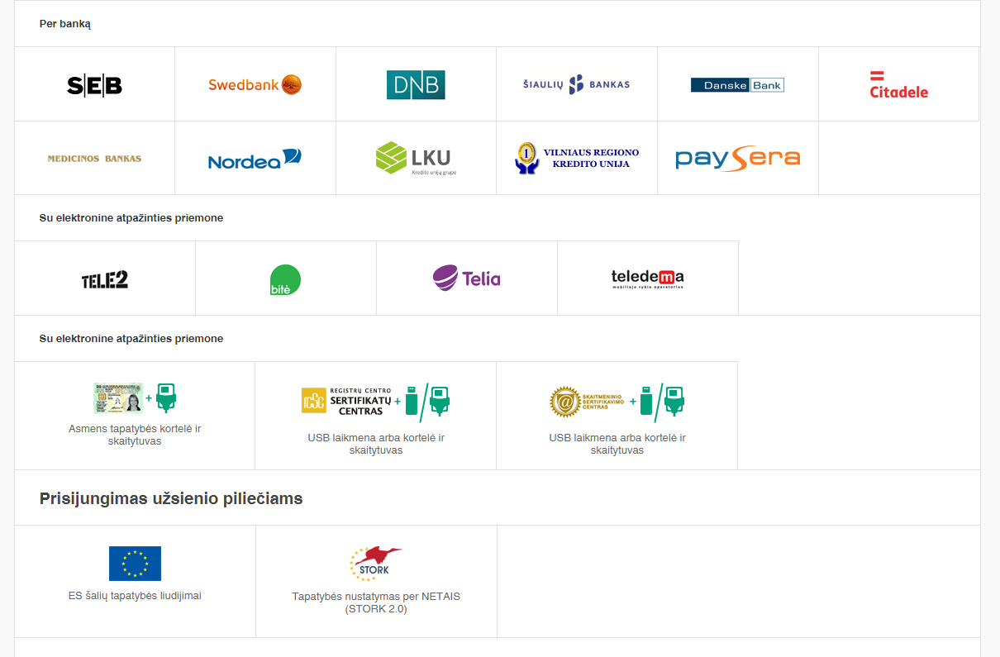 Per banką
SEB
Swedbank
DNB
ŠIAULIŲ BANKAS
Danske Bank
Citadele
MEDICINOS BANKAS
Nordea
LKU
Kredito unijų grupė
1
VILNIAUS REGIONO
KREDITO UNIJA
paysera
Su elektronine atpažinties priemone
TELE2
bitė
Telia
teledema
mobiliojo ryšio operatorius
Su elektronine atpažinties priemone
+
Asmens tapatybės kortelė ir
skaitytuvas
RCSC
REGISTRŲ CENTRO
SERTIFIKATŲ
CENTRAS
+
/
USB laikmena arba kortelė ir
skaitytuvas
@
SKAITMENINIO
SERTIFIKAVIMO
CENTRAS
+
/
USB laikmena arba kortelė ir
skaitytuvas
Prisijungimas užsienio piliečiams
ES šalių tapatybės liudijimai
STORK
Tapatybės nustatymas per NETAIS
(STORK 2.0)